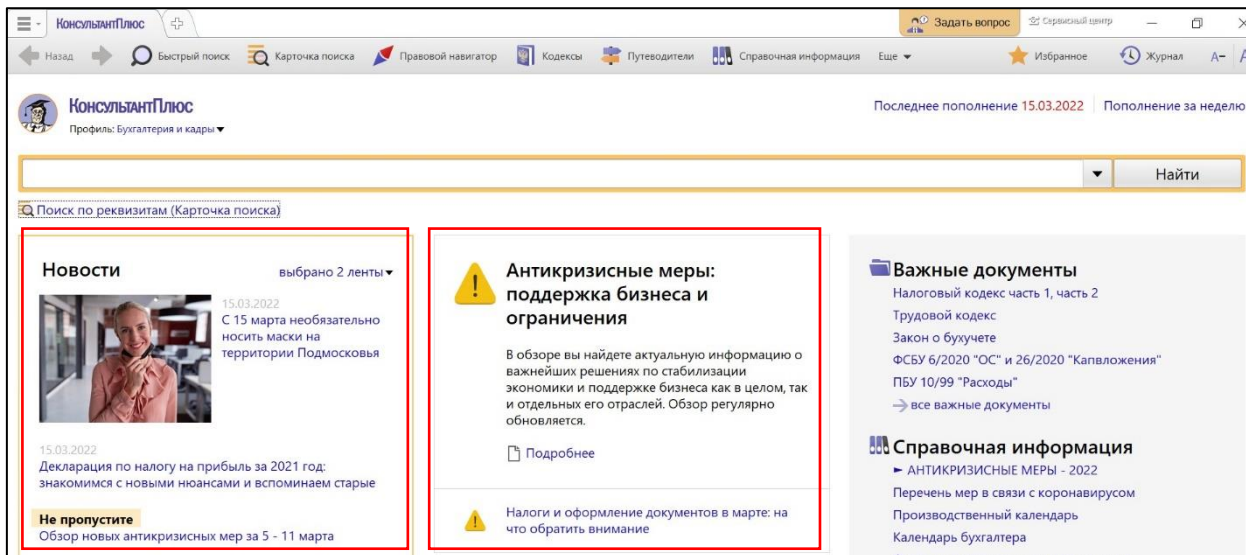 КонсультантПлюс
Задать вопрос
Сервисный центр
Назад
Быстрый поиск
Карточка поиска
Правовой навигатор
Кодексы
Путеводители
Справочная информация
Еще
Избранное
Журнал
А–
КонсультантПлюс
Профиль: Бухгалтерия и кадры
Последнее пополнение 15.03.2022
Пополнение за неделю
Найти
Поиск по реквизитам (Карточка поиска)
Новости
выбрано 2 ленты
15.03.2022
С 15 марта необязательно
носить маски на
территории Подмосковья
15.03.2022
Декларация по налогу на прибыль за 2021 год:
знакомимся с новыми нюансами и вспоминаем старые
Не пропустите
Обзор новых антикризисных мер за 5 - 11 марта
Антикризисные меры:
поддержка бизнеса и
ограничения
В обзоре вы найдете актуальную информацию о
важнейших решениях по стабилизации
экономики и поддержке бизнеса как в целом, так
и отдельных его отраслей. Обзор регулярно
обновляется.
Подробнее
Налоги и оформление документов в марте: на
что обратить внимание
Важные документы
Налоговый кодекс часть 1, часть 2
Трудовой кодекс
Закон о бухучете
ФСБУ 6/2020 "ОС" и 26/2020 "Капвложения"
ПБУ 10/99 "Расходы"
все важные документы
Справочная информация
АНТИКРИЗИСНЫЕ МЕРЫ - 2022
Перечень мер в связи с коронавирусом
Производственный календарь
Календарь бухгалтера